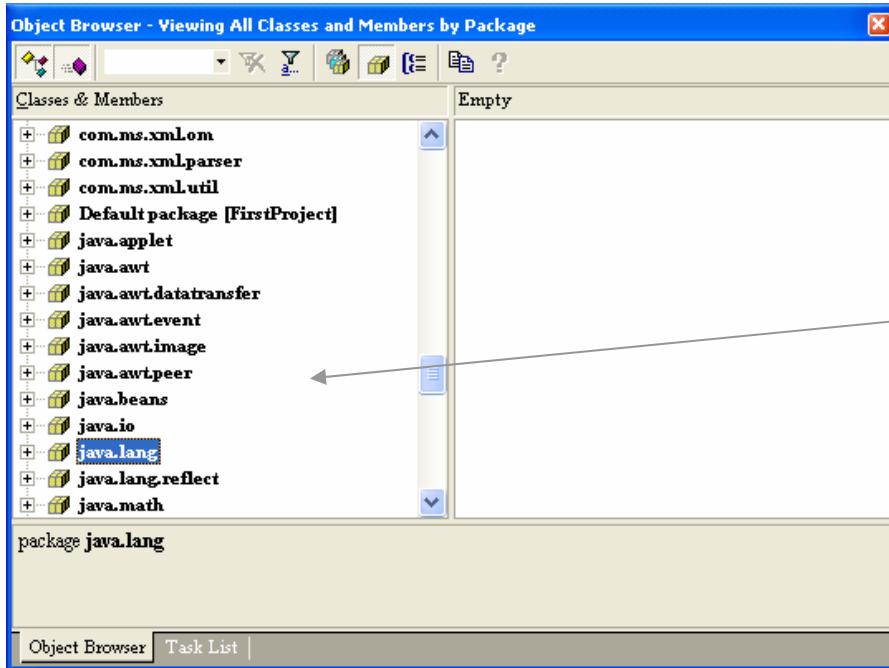 Object Browser - Viewing All Classes and Members by Package
Classes & Members
Empty
com.ms.xml.om
com.ms.xml.parser
com.ms.xml.util
Default package [FirstProject]
java.applet
java.awt
java.awt.datatransfer
java.awt.event
java.awt.image
java.awt.peer
java.beans
java.io
java.lang
java.lang.reflect
java.math
package java.lang
Object Browser
Task List